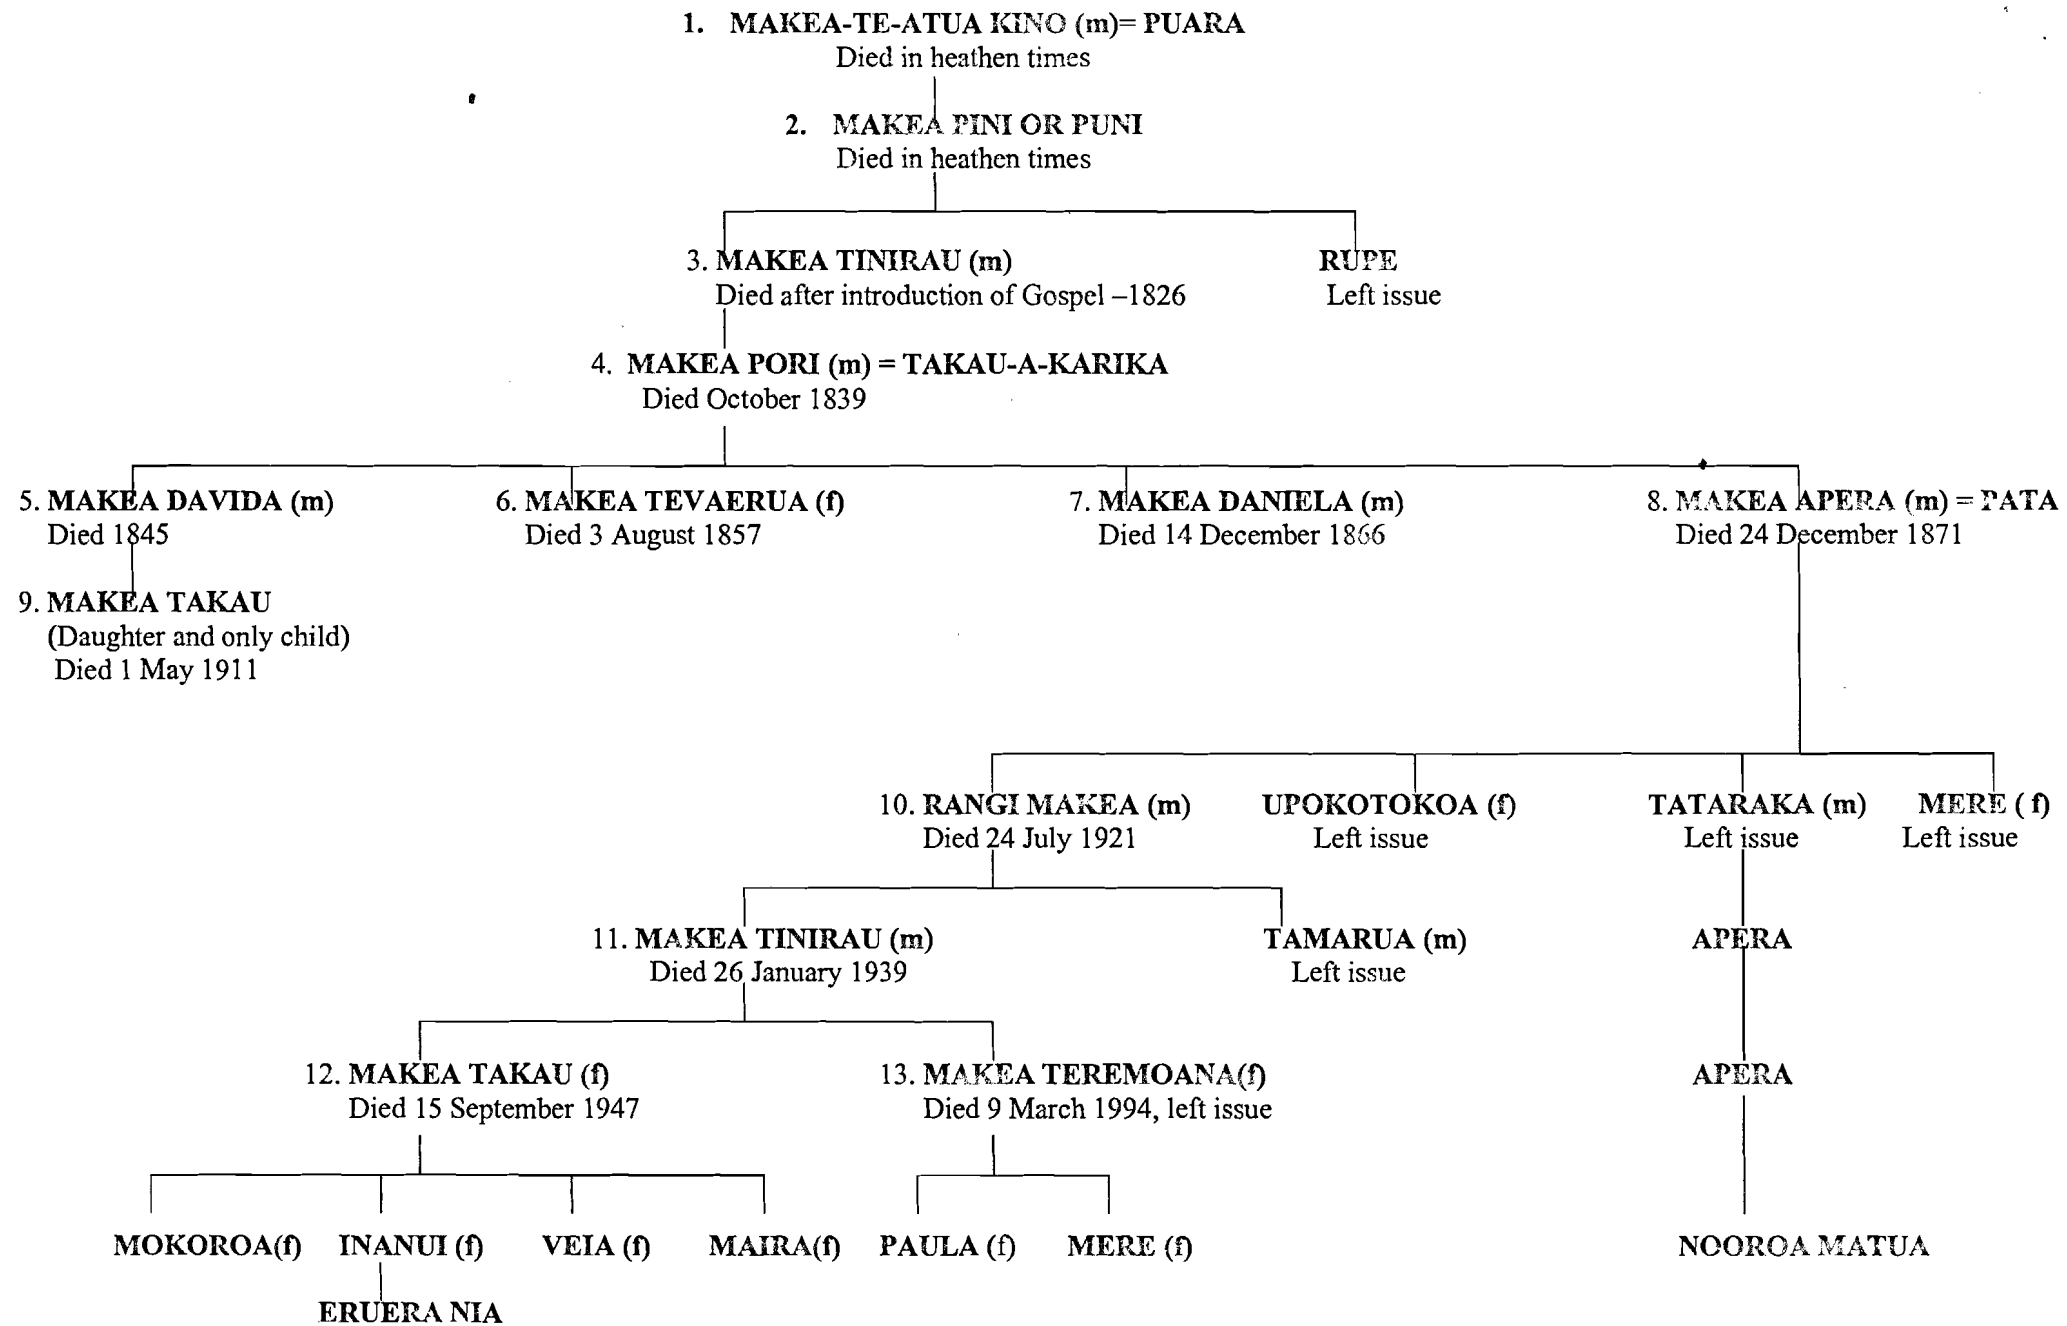 1. MAKEA-TE-ATUA KINO (m)= PUARA
Died in heathen times
2. MAKEA PINI OR PUNI
Died in heathen times
3. MAKEA TINIRAU (m)
Died after introduction of Gospel –1826
RUPE
Left issue
4. MAKEA PORI (m) = TAKAU-A-KARIKA
Died October 1839
5. MAKEA DAVIDA (m)
Died 1845
6. MAKEA TEVAERUA (f)
Died 3 August 1857
7. MAKEA DANIELA (m)
Died 14 December 1866
8. MAKEA APERA (m) = PATA
Died 24 December 1871
9. MAKEA TAKAU
(Daughter and only child)
Died 1 May 1911
10. RANGI MAKEA (m)
Died 24 July 1921
UPOKOTOKOA (f)
Left issue
TATARAKA (m)
Left issue
MERE ( f)
Left issue
11. MAKEA TINIRAU (m)
Died 26 January 1939
TAMARUA (m)
Left issue
APERA
12. MAKEA TAKAU (f)
Died 15 September 1947
13. MAKEA TEREMOANA(f)
Died 9 March 1994, left issue
APERA
MOKOROA(f)
INANUI (f)
VEIA (f)
MAIRA(f)
PAULA (f)
MERE (f)
NOOROA MATUA
ERUERA NIA